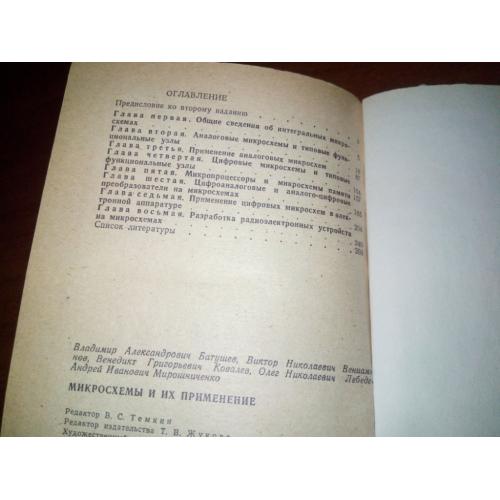 ОГЛАВЛЕНИЕ
Предисловие ко второму изданию
Глава первая. Общие сведения об интегральных микро-
схемах
Глава вторая. Аналоговые микросхемы и типовые функ-
циональные узлы
Глава третья. Применение аналоговых микросхем
Глава четвертая. Цифровые микросхемы и типовые
функциональные узлы
Глава пятая. Микропроцессоры и микросхемы памяти
Глава шестая. Цифроаналоговые и аналого-цифровые
преобразователи на микросхемах
Глава седьмая. Применение цифровых микросхем в элек-
тронной аппаратуре
Глава восьмая. Разработка радиоэлектронных устройств
на микросхемах
Список литературы
Владимир Александрович Батушев, Виктор Николаевич Вениами-
нов, Венедикт Григорьевич Ковалев, Олег Николаевич Лебеде
Андрей Иванович Мирошниченко
МИКРОСХЕМЫ И ИХ ПРИМЕНЕНИЕ
Редактор В. С. Темкин
Редактор издательства Т. В. Жуков
Художественный